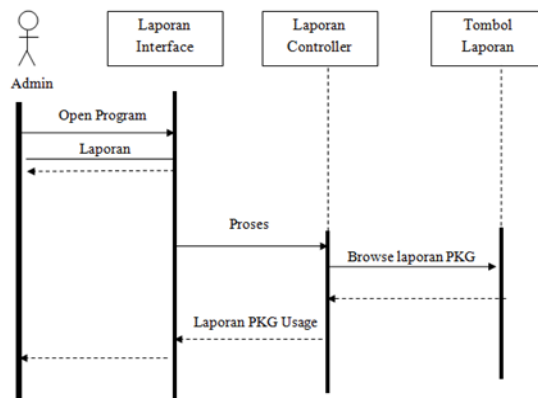 Laporan
Interface
Laporan
Controller
Tombol
Laporan
Admin
Open Program
Laporan
Proses
Browse laporan PKG
Laporan PKG Usage